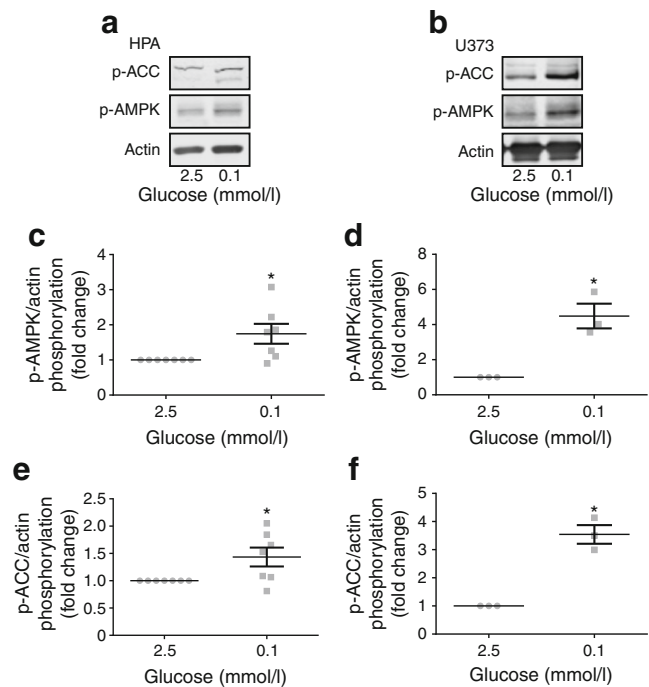 a
HPA
p-ACC
p-AMPK
Actin
2.5 0.1
Glucose (mmol/l)
b
U373
p-ACC
p-AMPK
Actin
2.5 0.1
Glucose (mmol/l)
c
p-AMPK/actin
phosphorylation
(fold change)
4
3
2
1
0
*
2.5 0.1
Glucose (mmol/l)
d
p-AMPK/actin
phosphorylation
(fold change)
8
6
4
2
0
*
2.5 0.1
Glucose (mmol/l)
e
p-ACC/actin
phosphorylation
(fold change)
2.5
2.0
1.5
1.0
0.5
0
*
2.5 0.1
Glucose (mmol/l)
f
p-ACC/actin
phosphorylation
(fold change)
5
4
3
2
1
0
*
2.5 0.1
Glucose (mmol/l)